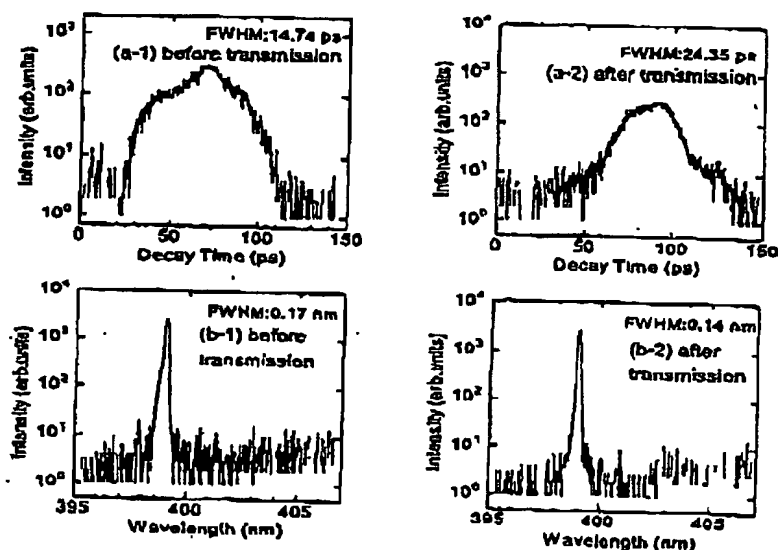 10³
FWHM:14.74 ps
(a-1) before
transmission
10²
10¹
10⁰
Intensity (arb.units)
0 50 100 150
Decay Time (ps)
10⁴
FWHM:24.35 ps
10³
(a-2) after transmission
10²
10¹
10⁰
Intensity (arb.units)
0 50 100 150
Decay Time (ps)
10⁴
FWHM:0.17 nm
10³
(b-1) before
transmission
10²
10¹
10⁰
Intensity (arb.units)
395 400 405
Wavelength (nm)
10⁴
FWHM:0.14 nm
10³
(b-2) after
transmission
10²
10¹
10⁰
Intensity (arb.units)
395 400 405
Wavelength (nm)